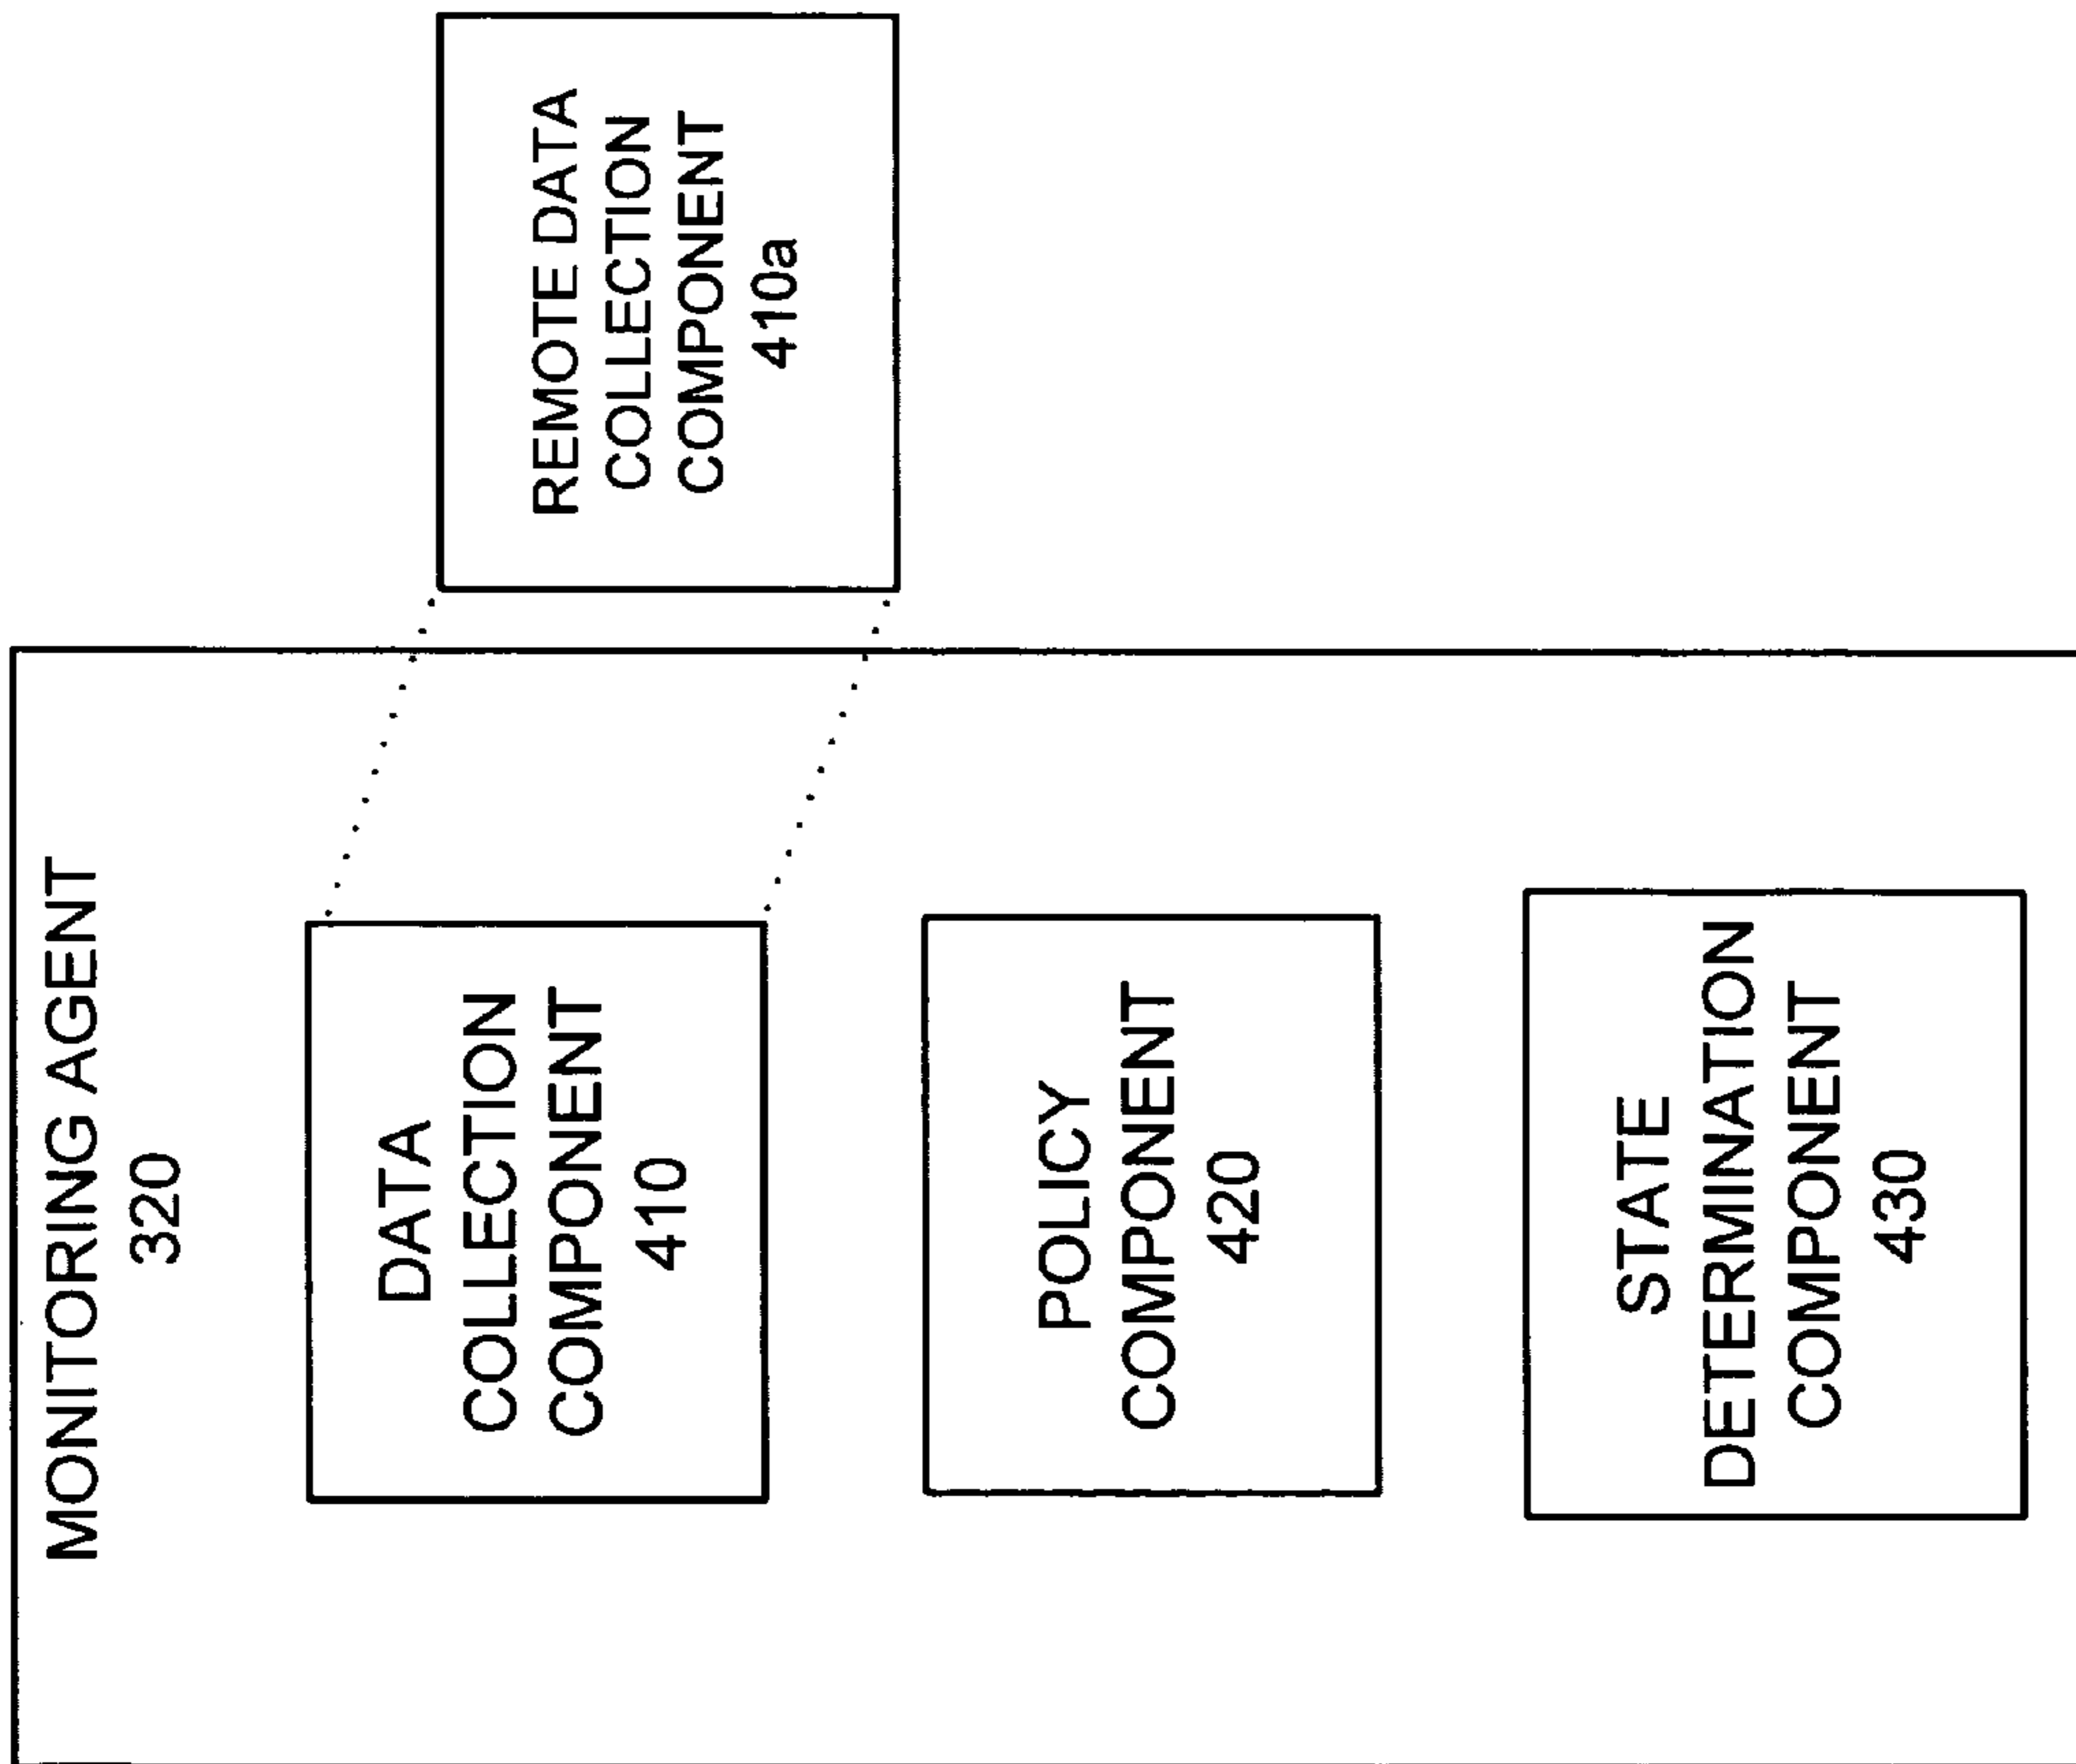 MONITORING AGENT
320
DATA
COLLECTION
COMPONENT
410
POLICY
COMPONENT
420
STATE
DETERMINATION
COMPONENT
430
REMOTE DATA
COLLECTION
COMPONENT
410a